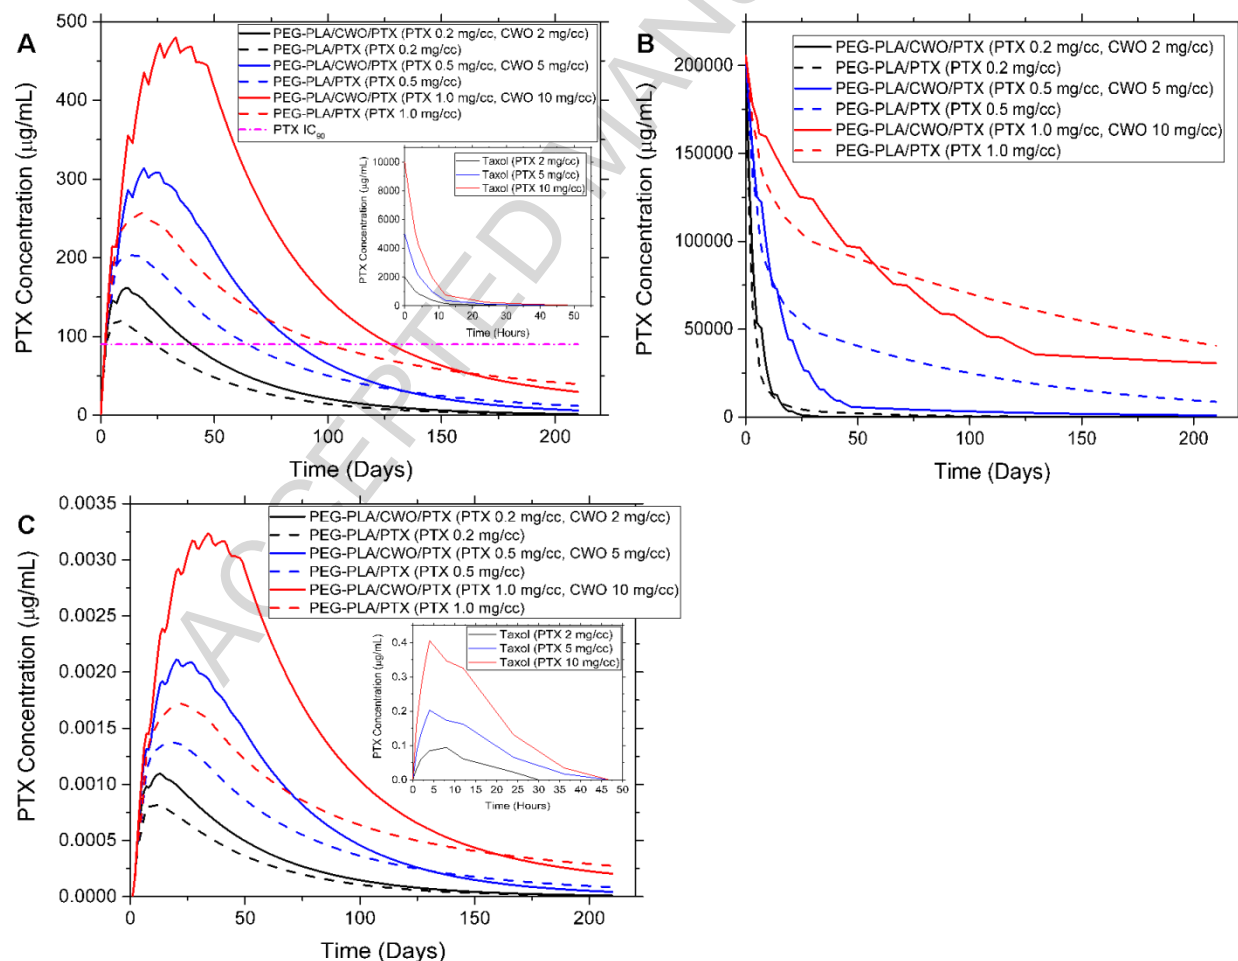 A
PEG-PLA/CWO/PTX (PTX 0.2 mg/cc, CWO 2 mg/cc)
PEG-PLA/PTX (PTX 0.2 mg/cc)
PEG-PLA/CWO/PTX (PTX 0.5 mg/cc, CWO 5 mg/cc)
PEG-PLA/PTX (PTX 0.5 mg/cc)
PEG-PLA/CWO/PTX (PTX 1.0 mg/cc, CWO 10 mg/cc)
PEG-PLA/PTX (PTX 1.0 mg/cc)
PTX IC90
500
400
300
200
100
0
PTX Concentration (µg/mL)
0 50 100 150 200
Time (Days)
Taxol (PTX 2 mg/cc)
Taxol (PTX 5 mg/cc)
Taxol (PTX 10 mg/cc)
10000
8000
6000
4000
2000
0
PTX Concentration (µg/mL)
0 10 20 30 40 50
Time (Hours)
B
PEG-PLA/CWO/PTX (PTX 0.2 mg/cc, CWO 2 mg/cc)
PEG-PLA/PTX (PTX 0.2 mg/cc)
PEG-PLA/CWO/PTX (PTX 0.5 mg/cc, CWO 5 mg/cc)
PEG-PLA/PTX (PTX 0.5 mg/cc)
PEG-PLA/CWO/PTX (PTX 1.0 mg/cc, CWO 10 mg/cc)
PEG-PLA/PTX (PTX 1.0 mg/cc)
200000
150000
100000
50000
0
PTX Concentration (µg/mL)
0 50 100 150 200
Time (Days)
C
PEG-PLA/CWO/PTX (PTX 0.2 mg/cc, CWO 2 mg/cc)
PEG-PLA/PTX (PTX 0.2 mg/cc)
PEG-PLA/CWO/PTX (PTX 0.5 mg/cc, CWO 5 mg/cc)
PEG-PLA/PTX (PTX 0.5 mg/cc)
PEG-PLA/CWO/PTX (PTX 1.0 mg/cc, CWO 10 mg/cc)
PEG-PLA/PTX (PTX 1.0 mg/cc)
0.0035
0.0030
0.0025
0.0020
0.0015
0.0010
0.0005
0.0000
PTX Concentration (µg/mL)
0 50 100 150 200
Time (Days)
Taxol (PTX 2 mg/cc)
Taxol (PTX 5 mg/cc)
Taxol (PTX 10 mg/cc)
0.4
0.3
0.2
0.1
0.0
PTX Concentration (µg/mL)
0 5 10 15 20 25 30 35 40 45 50
Time (Hours)
ACCEPTED MAN